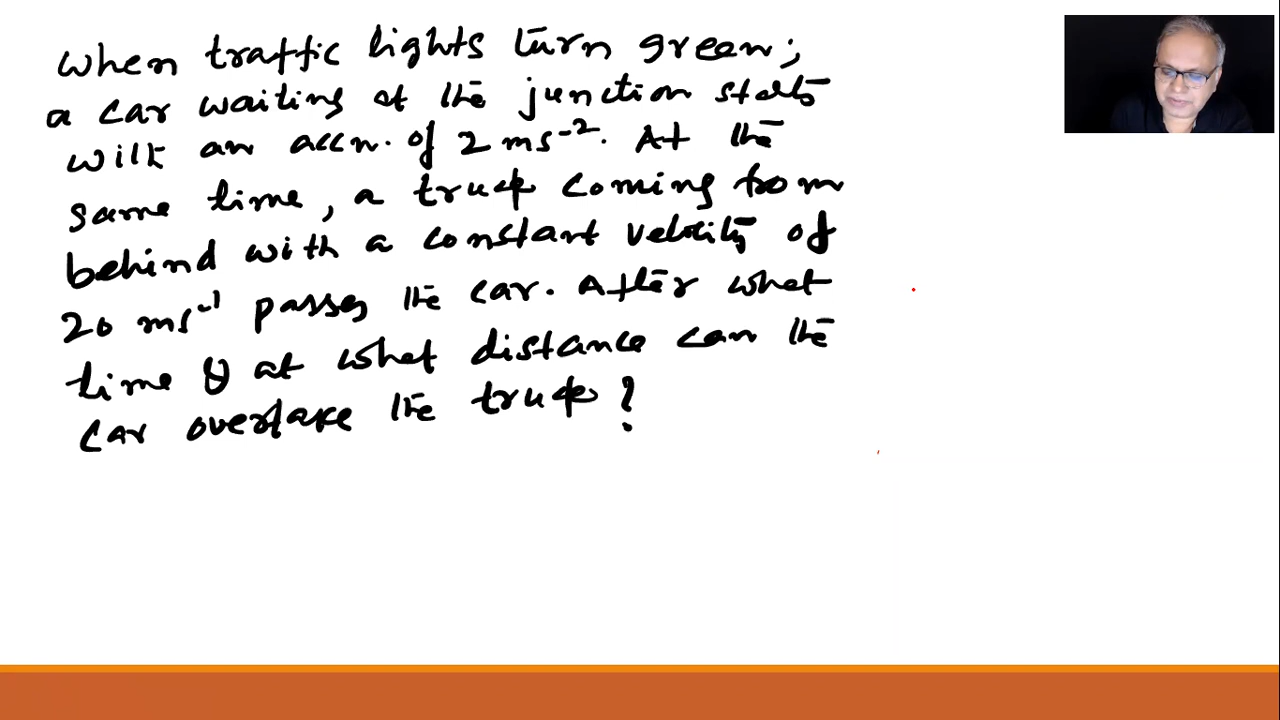 When traffic lights turn green;
a car waiting at the junction starts
with an accn. of 2 ms⁻². At the
same time, a truck coming from
behind with a constant velocity of
20 ms⁻¹ passes the car. After what
time & at what distance can the
car overtake the truck?